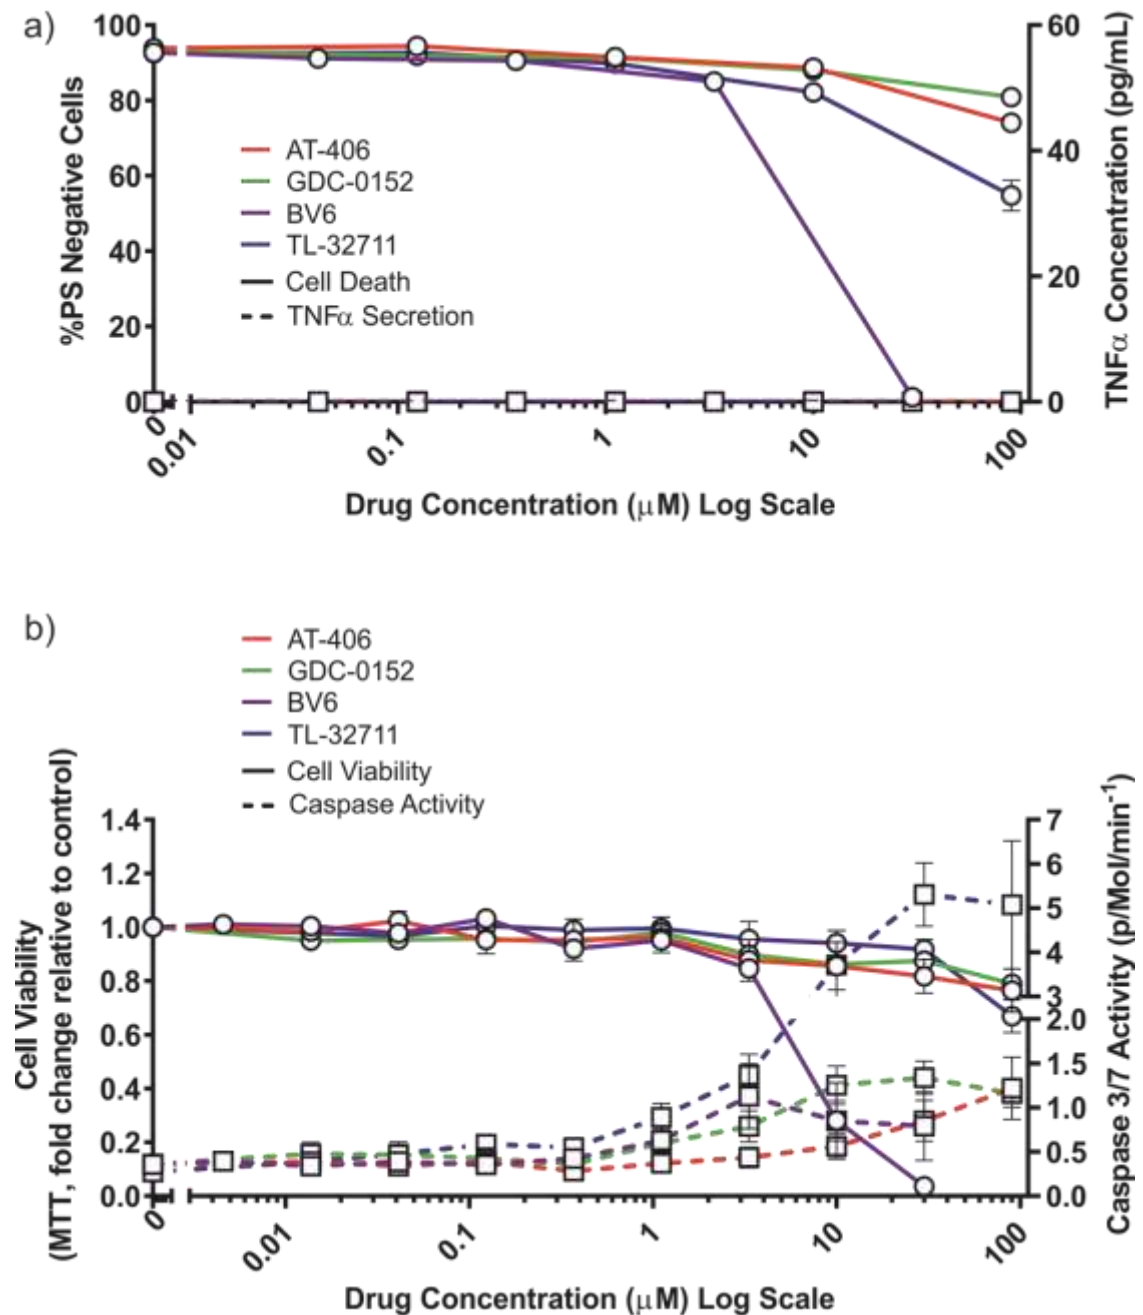 a)
100
80
60
40
20
0
%PS Negative Cells
AT-406
GDC-0152
BV6
TL-32711
Cell Death
TNFα Secretion
60
40
20
0
TNFα Concentration (pg/mL)
0
0.01
0.1
1
10
100
Drug Concentration (μM) Log Scale
b)
AT-406
GDC-0152
BV6
TL-32711
Cell Viability
Caspase Activity
Cell Viability
(MTT, fold change relative to control)
1.4
1.2
1.0
0.8
0.6
0.4
0.2
0.0
7
6
5
4
3
2.0
1.5
1.0
0.5
0.0
Caspase 3/7 Activity (p/Mol/min⁻¹)
0
0.01
0.1
1
10
100
Drug Concentration (μM) Log Scale